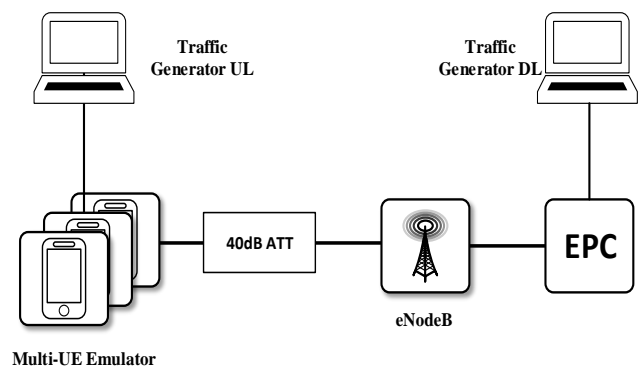 Traffic
Generator UL
Traffic
Generator DL
40dB ATT
EPC
eNodeB
Multi-UE Emulator